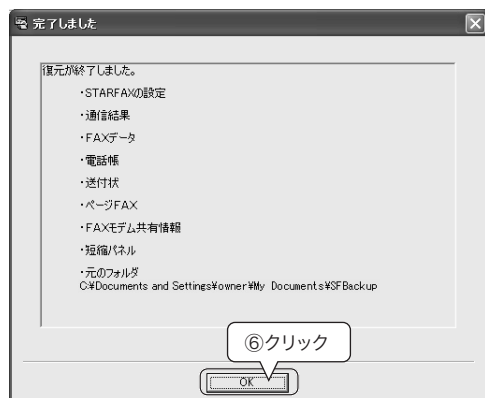 完了しました
復元が終了しました。
・STARFAXの設定
・通信結果
・FAXデータ
・電話帳
・送付状
・ページFAX
・FAXモデム共有情報
・短縮パネル
・元のフォルダ
C:¥Documents and Settings¥owner¥My Documents¥SFBackup
⑥クリック
OK